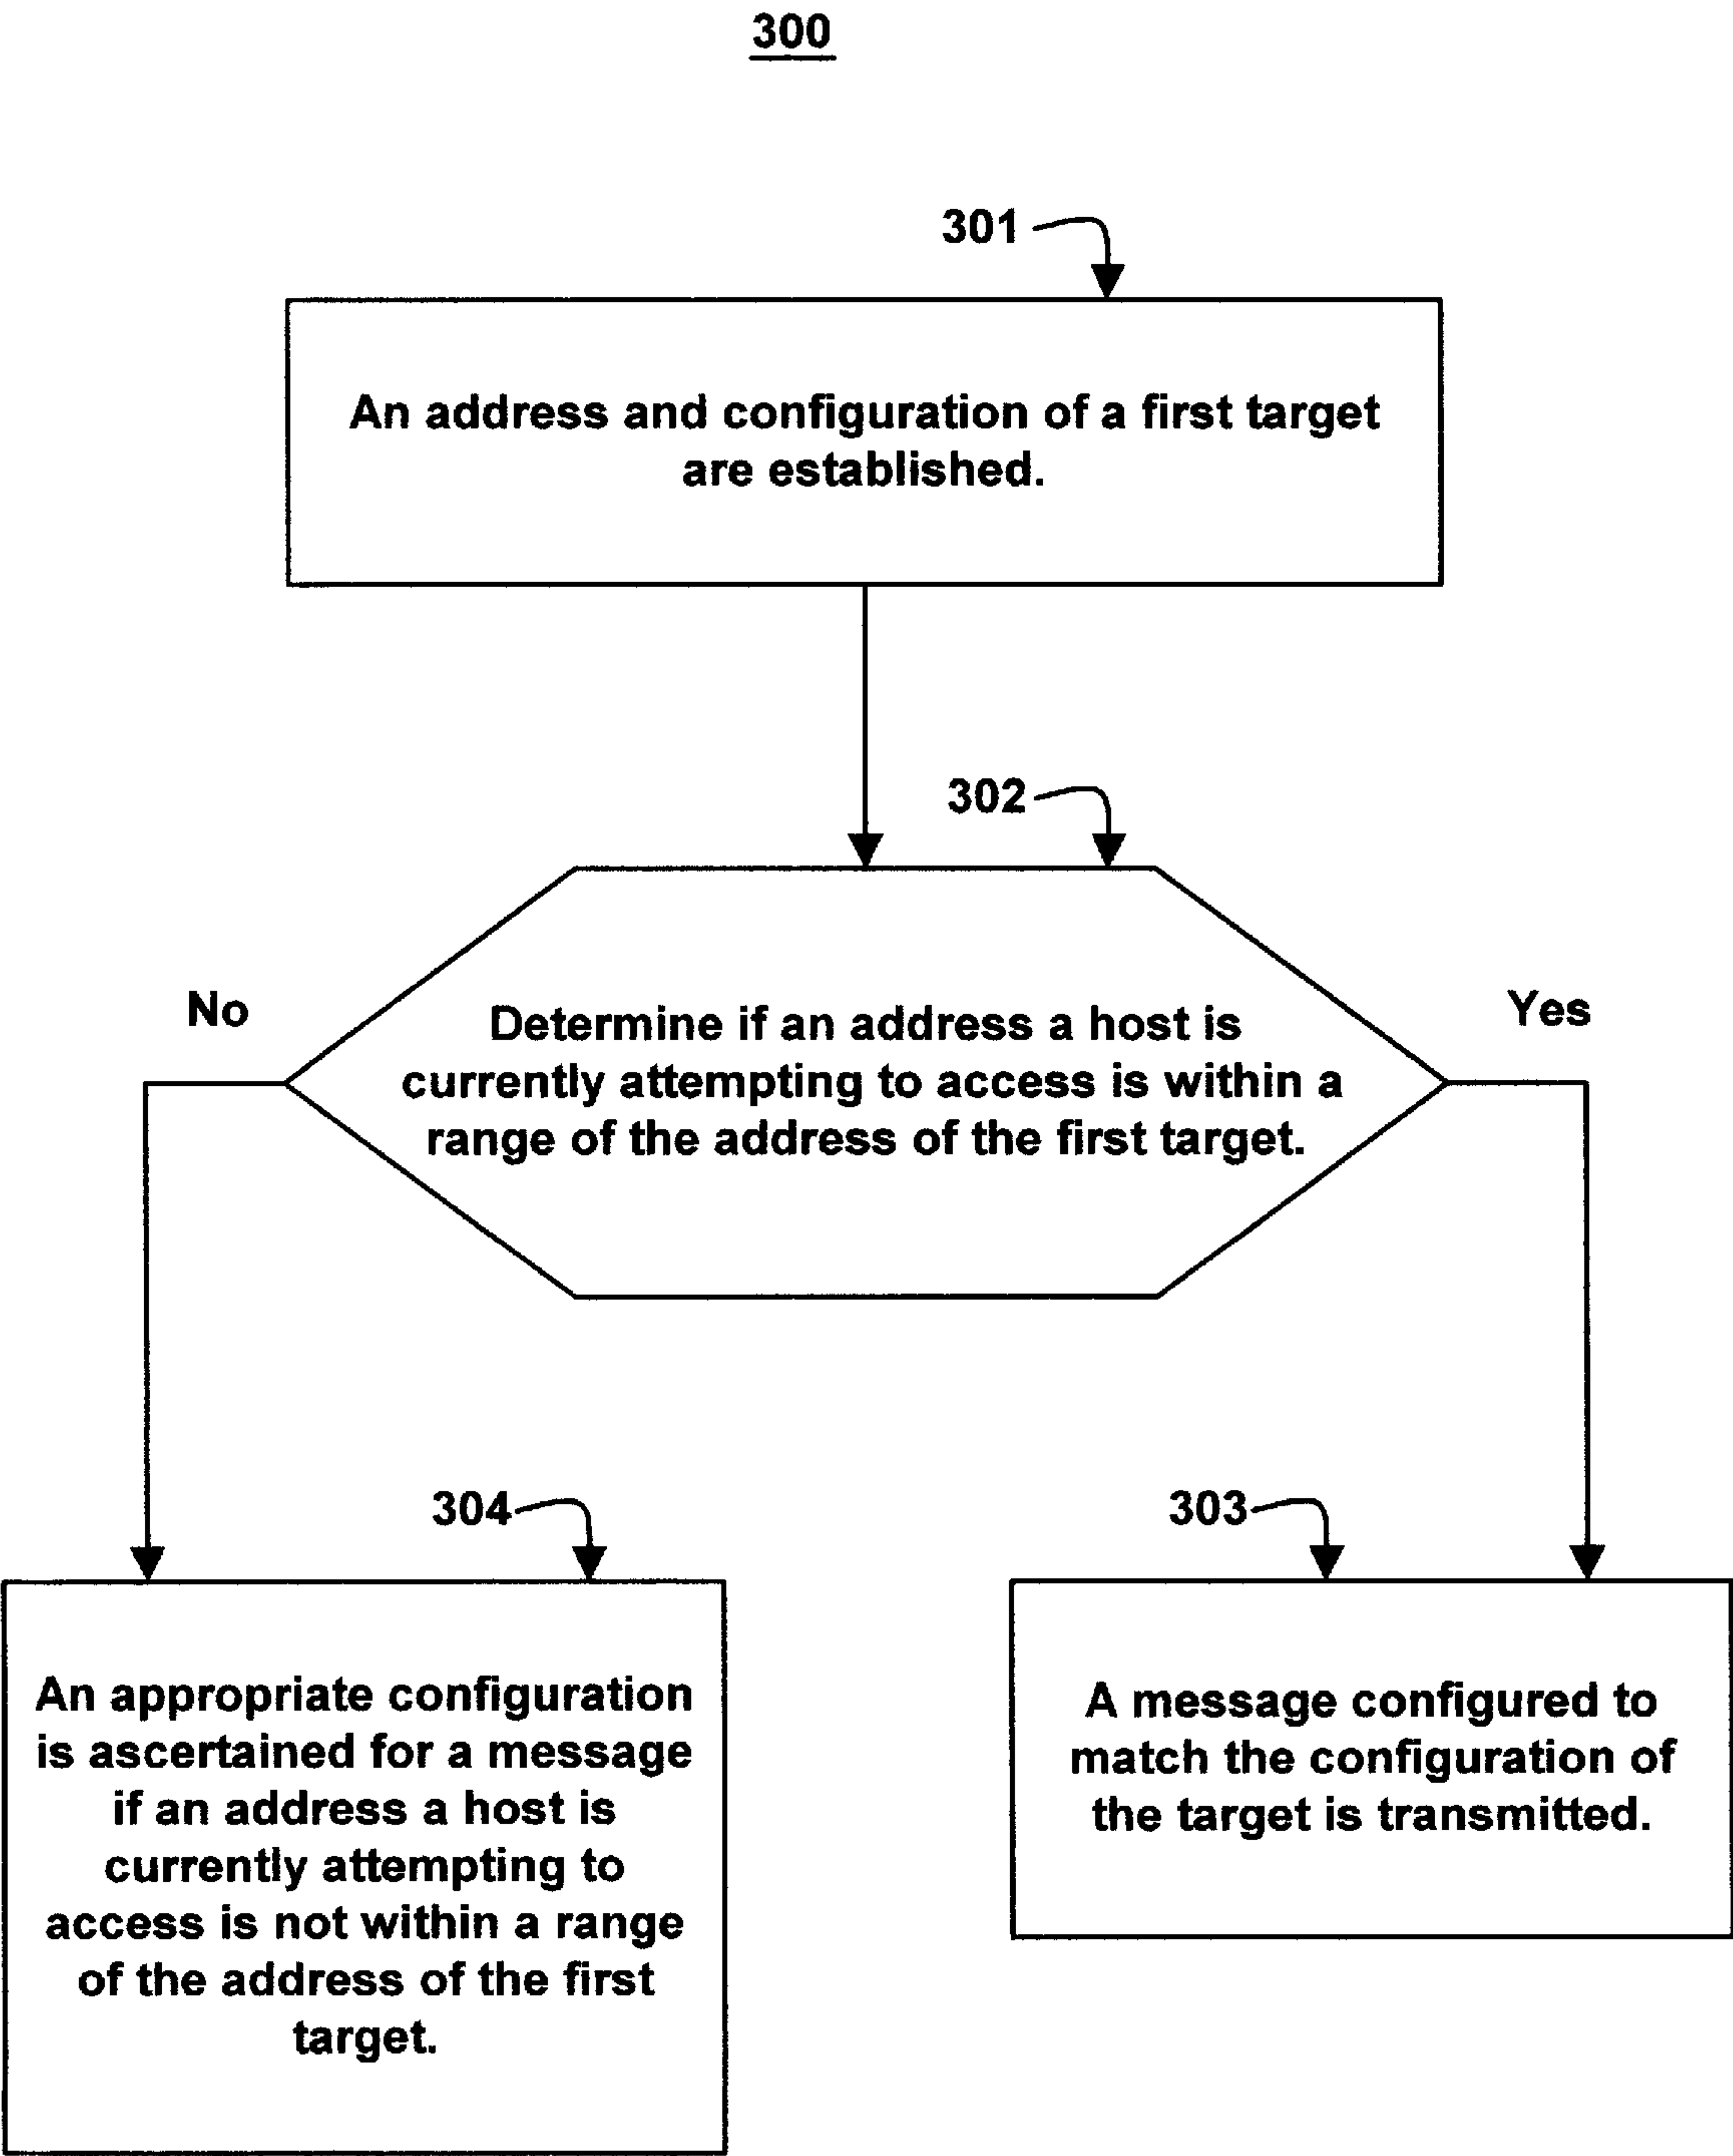 300
301
An address and configuration of a first target
are established.
302
No
Determine if an address a host is
currently attempting to access is within a
range of the address of the first target.
Yes
304
An appropriate configuration
is ascertained for a message
if an address a host is
currently attempting to
access is not within a range
of the address of the first
target.
303
A message configured to
match the configuration of
the target is transmitted.